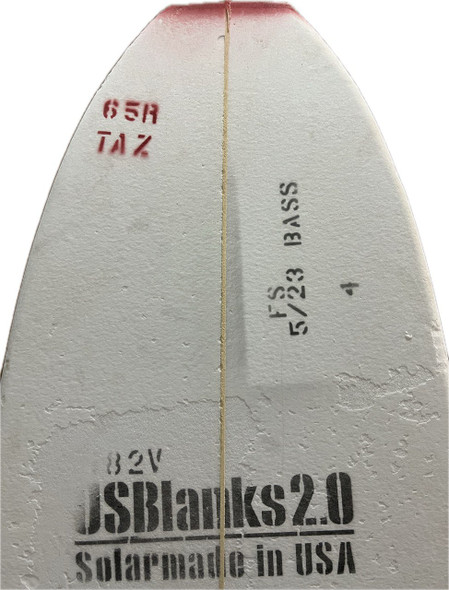 65R
TAZ
FS
5/23 BASS
4
82V
USBlanks2.0
Solarmade in USA